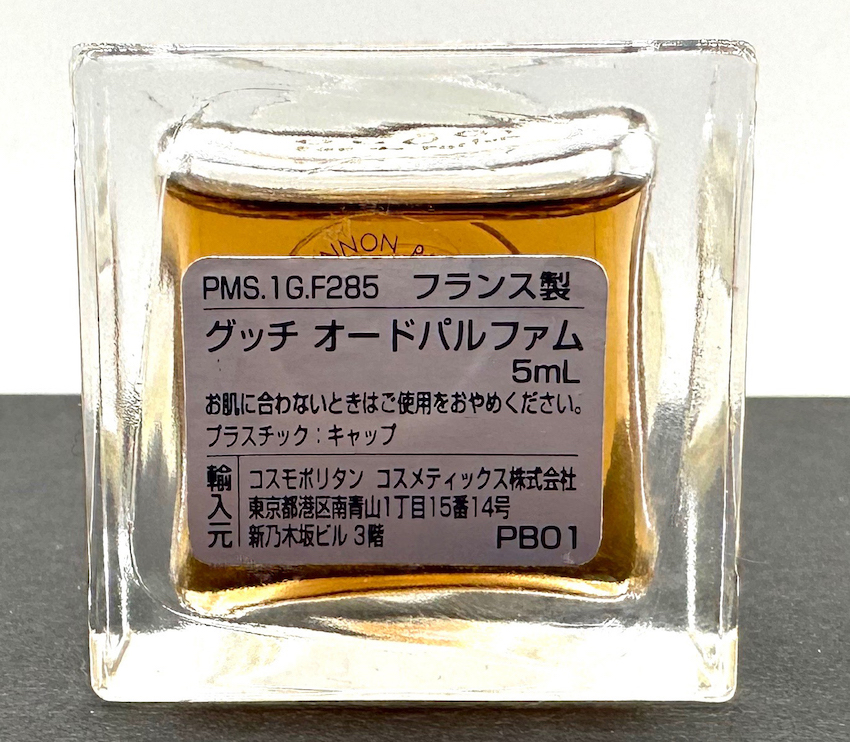 NNON
PMS.1G.F285 フランス製
グッチ オードパルファム
5mL
お肌に合わないときはご使用をおやめください。
プラスチック：キャップ
輸入元
コスモポリタン コスメティックス株式会社
東京都港区南青山1丁目15番14号
新乃木坂ビル 3階 PB01